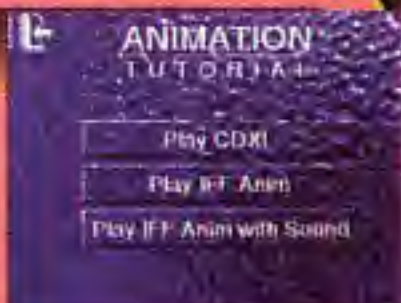 ANIMATION
TUTORIAL
Play CDXL
Play IFF Anim
Play IFF Anim with Sound